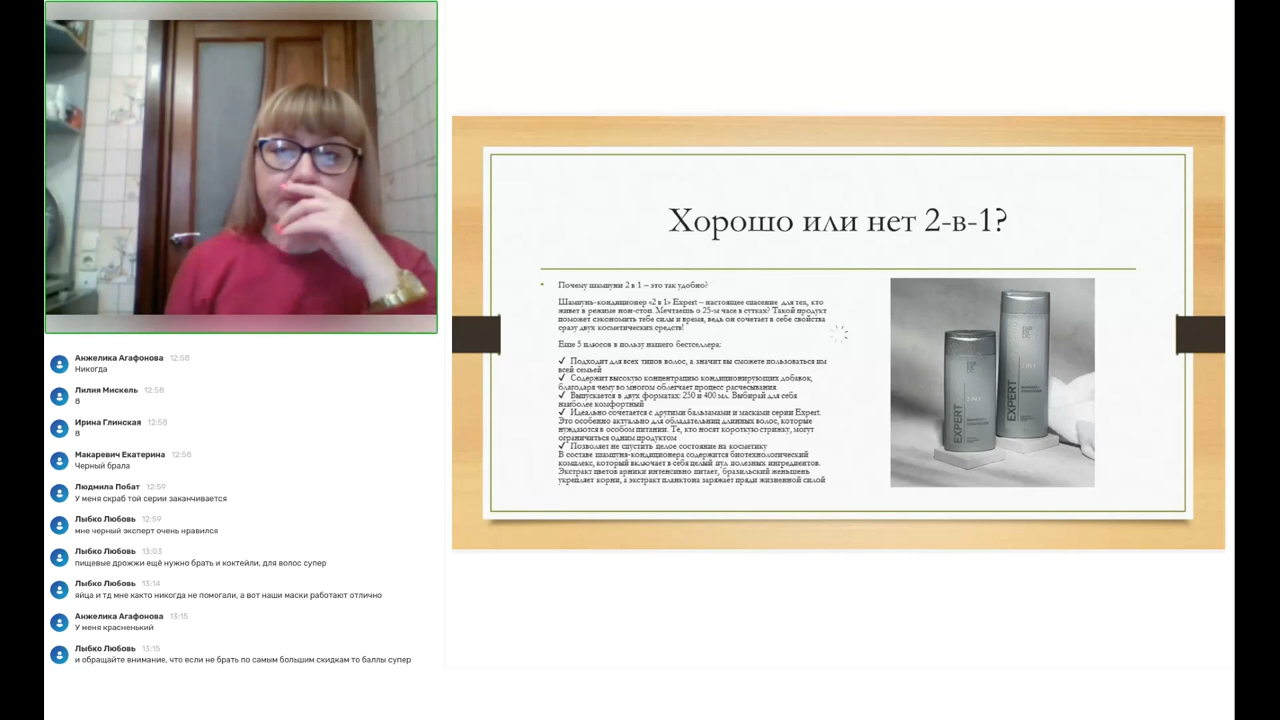 Анжелика Агафонова 12:58
Никогда
Лилия Мискель 12:58
8
Ирина Глинская 12:58
8
Макаревич Екатерина 12:58
Черный брала
Людмила Побат 12:59
У меня скраб той серии заканчивается
Лыбко Любовь 12:59
мне черный эксперт очень нравился
Лыбко Любовь 13:03
пищевые дрожжи ещё нужно брать и коктейли, для волос супер
Лыбко Любовь 13:14
яйца и тд мне както никогда не помогали, а вот наши маски работают отлично
Анжелика Агафонова 13:15
У меня красненький
Лыбко Любовь 13:15
и обращайте внимание, что если не брать по самым большим скидкам то баллы супер
Хорошо или нет 2-в-1?
• Почему шампуни 2 в 1 – это так удобно?
Шампунь-кондиционер «2 в 1» Expert – настоящее спасение для тех, кто
живет в режиме нон-стоп. Мечтаешь о 25-м часе в сутках? Такой продукт
поможет сэкономить тебе силы и время, ведь он сочетает в себе свойства
сразу двух косметических средств!
Еще 5 плюсов в пользу нашего бестселлера:
✓ Подходит для всех типов волос, а значит вы сможете пользоваться им
всей семьей
✓ Содержит высокую концентрацию кондиционирующих добавок,
благодаря чему во многом облегчает процесс расчесывания.
✓ Выпускается в двух форматах: 250 и 400 мл. Выбирай для себя
наиболее комфортный
✓ Идеально сочетается с другими бальзамами и масками серии Expert.
Это особенно актуально для обладательниц длинных волос, которые
нуждаются в особом питании. Те, кто носят короткую стрижку, могут
ограничиться одним продуктом
✓ Позволяет не спустить целое состояние на косметику
В составе шампуня-кондиционера содержится биотехнологический
комплекс, который включает в себя целый пул полезных ингредиентов.
Экстракт цветов арники интенсивно питает, бразильский женьшень
укрепляет корни, а экстракт планктона заряжает пряди жизненной силой
EXPERT
2 IN 1
EXPERT
2 IN 1